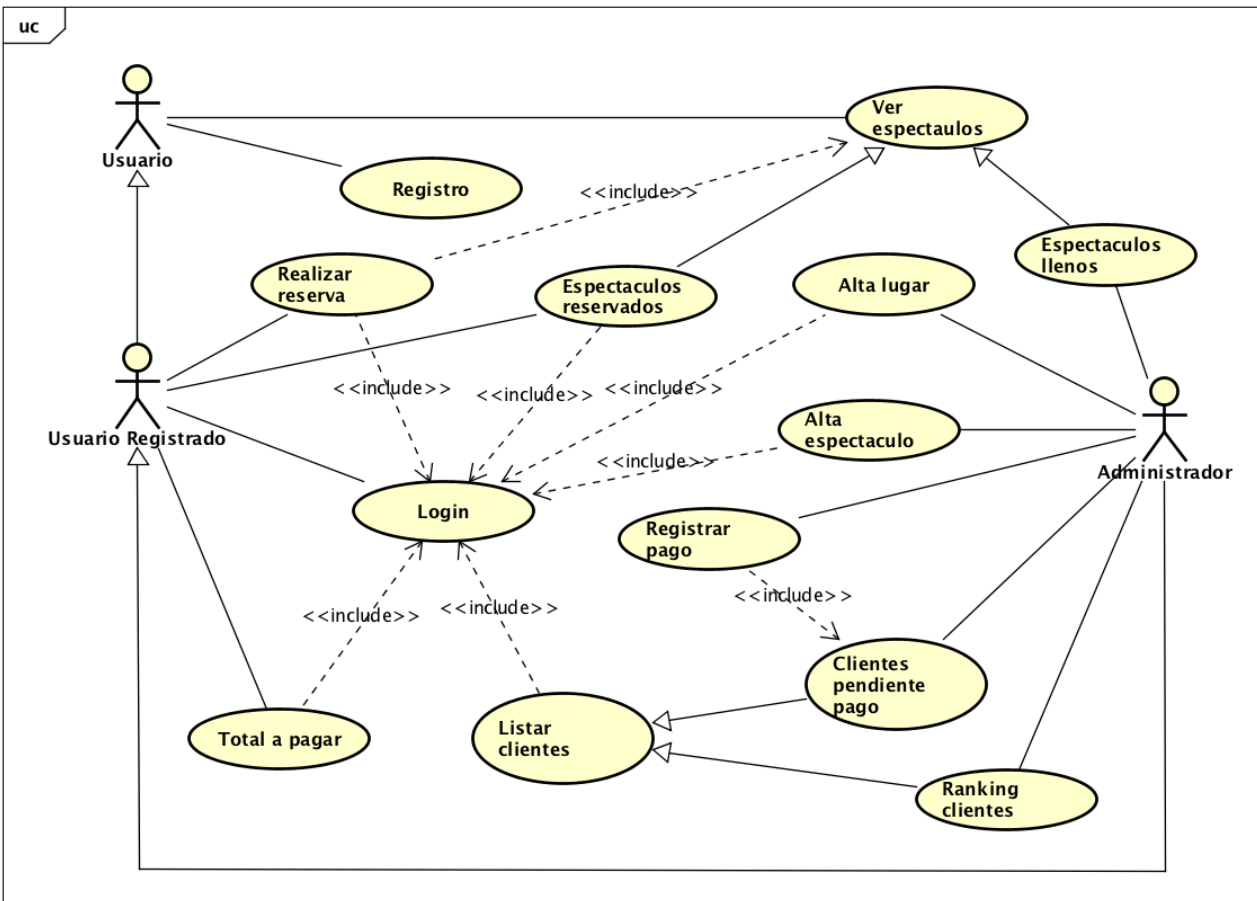 uc
Usuario
Ver
espectaulos
Registro
<<include>>
Realizar
reserva
Espectaculos
reservados
Alta lugar
Espectaculos
llenos
<<include>>
<<include>>
<<include>>
Usuario Registrado
Alta
espectaculo
<<include>>
Administrador
Login
Registrar
pago
<<include>>
<<include>>
<<include>>
Clientes
pendiente
pago
Total a pagar
Listar
clientes
Ranking
clientes